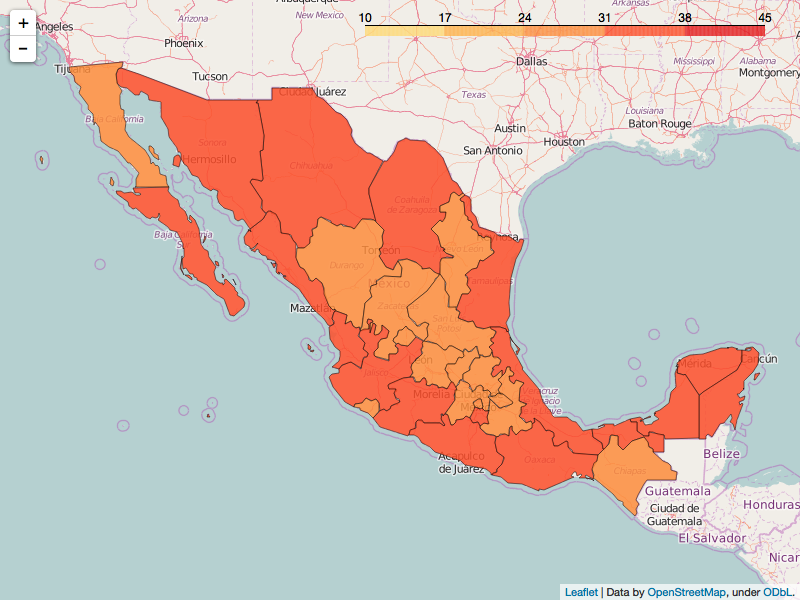 +
−
10 17 24 31 38 45
Albuquerque
Arkansas
New Mexico
Arizona
Angeles
Phoenix
Dallas
Mississippi
Alabama
Montgomery
Tijuana
Tucson
Ciudad Juárez
Texas
Louisiana
Baja California
Austin
Baton Rouge
Houston
Sonora
San Antonio
Hermosillo
Chihuahua
Coahuila
de Zaragoza
Baja California
Sur
Torreón
Nuevo León
Durango
México
Tamaulipas
Mazatlán
Zacatecas
San Luis
Potosí
León
Jalisco
Mérida
Cancún
Morelia
Ciudad
México
Veracruz
de Ignacio
de la Llave
Acapulco
de Juárez
Oaxaca
Chiapas
Belize
Guatemala
Ciudad de
Guatemala
Honduras
El Salvador
Nicar
Leaflet | Data by OpenStreetMap, under ODbL.